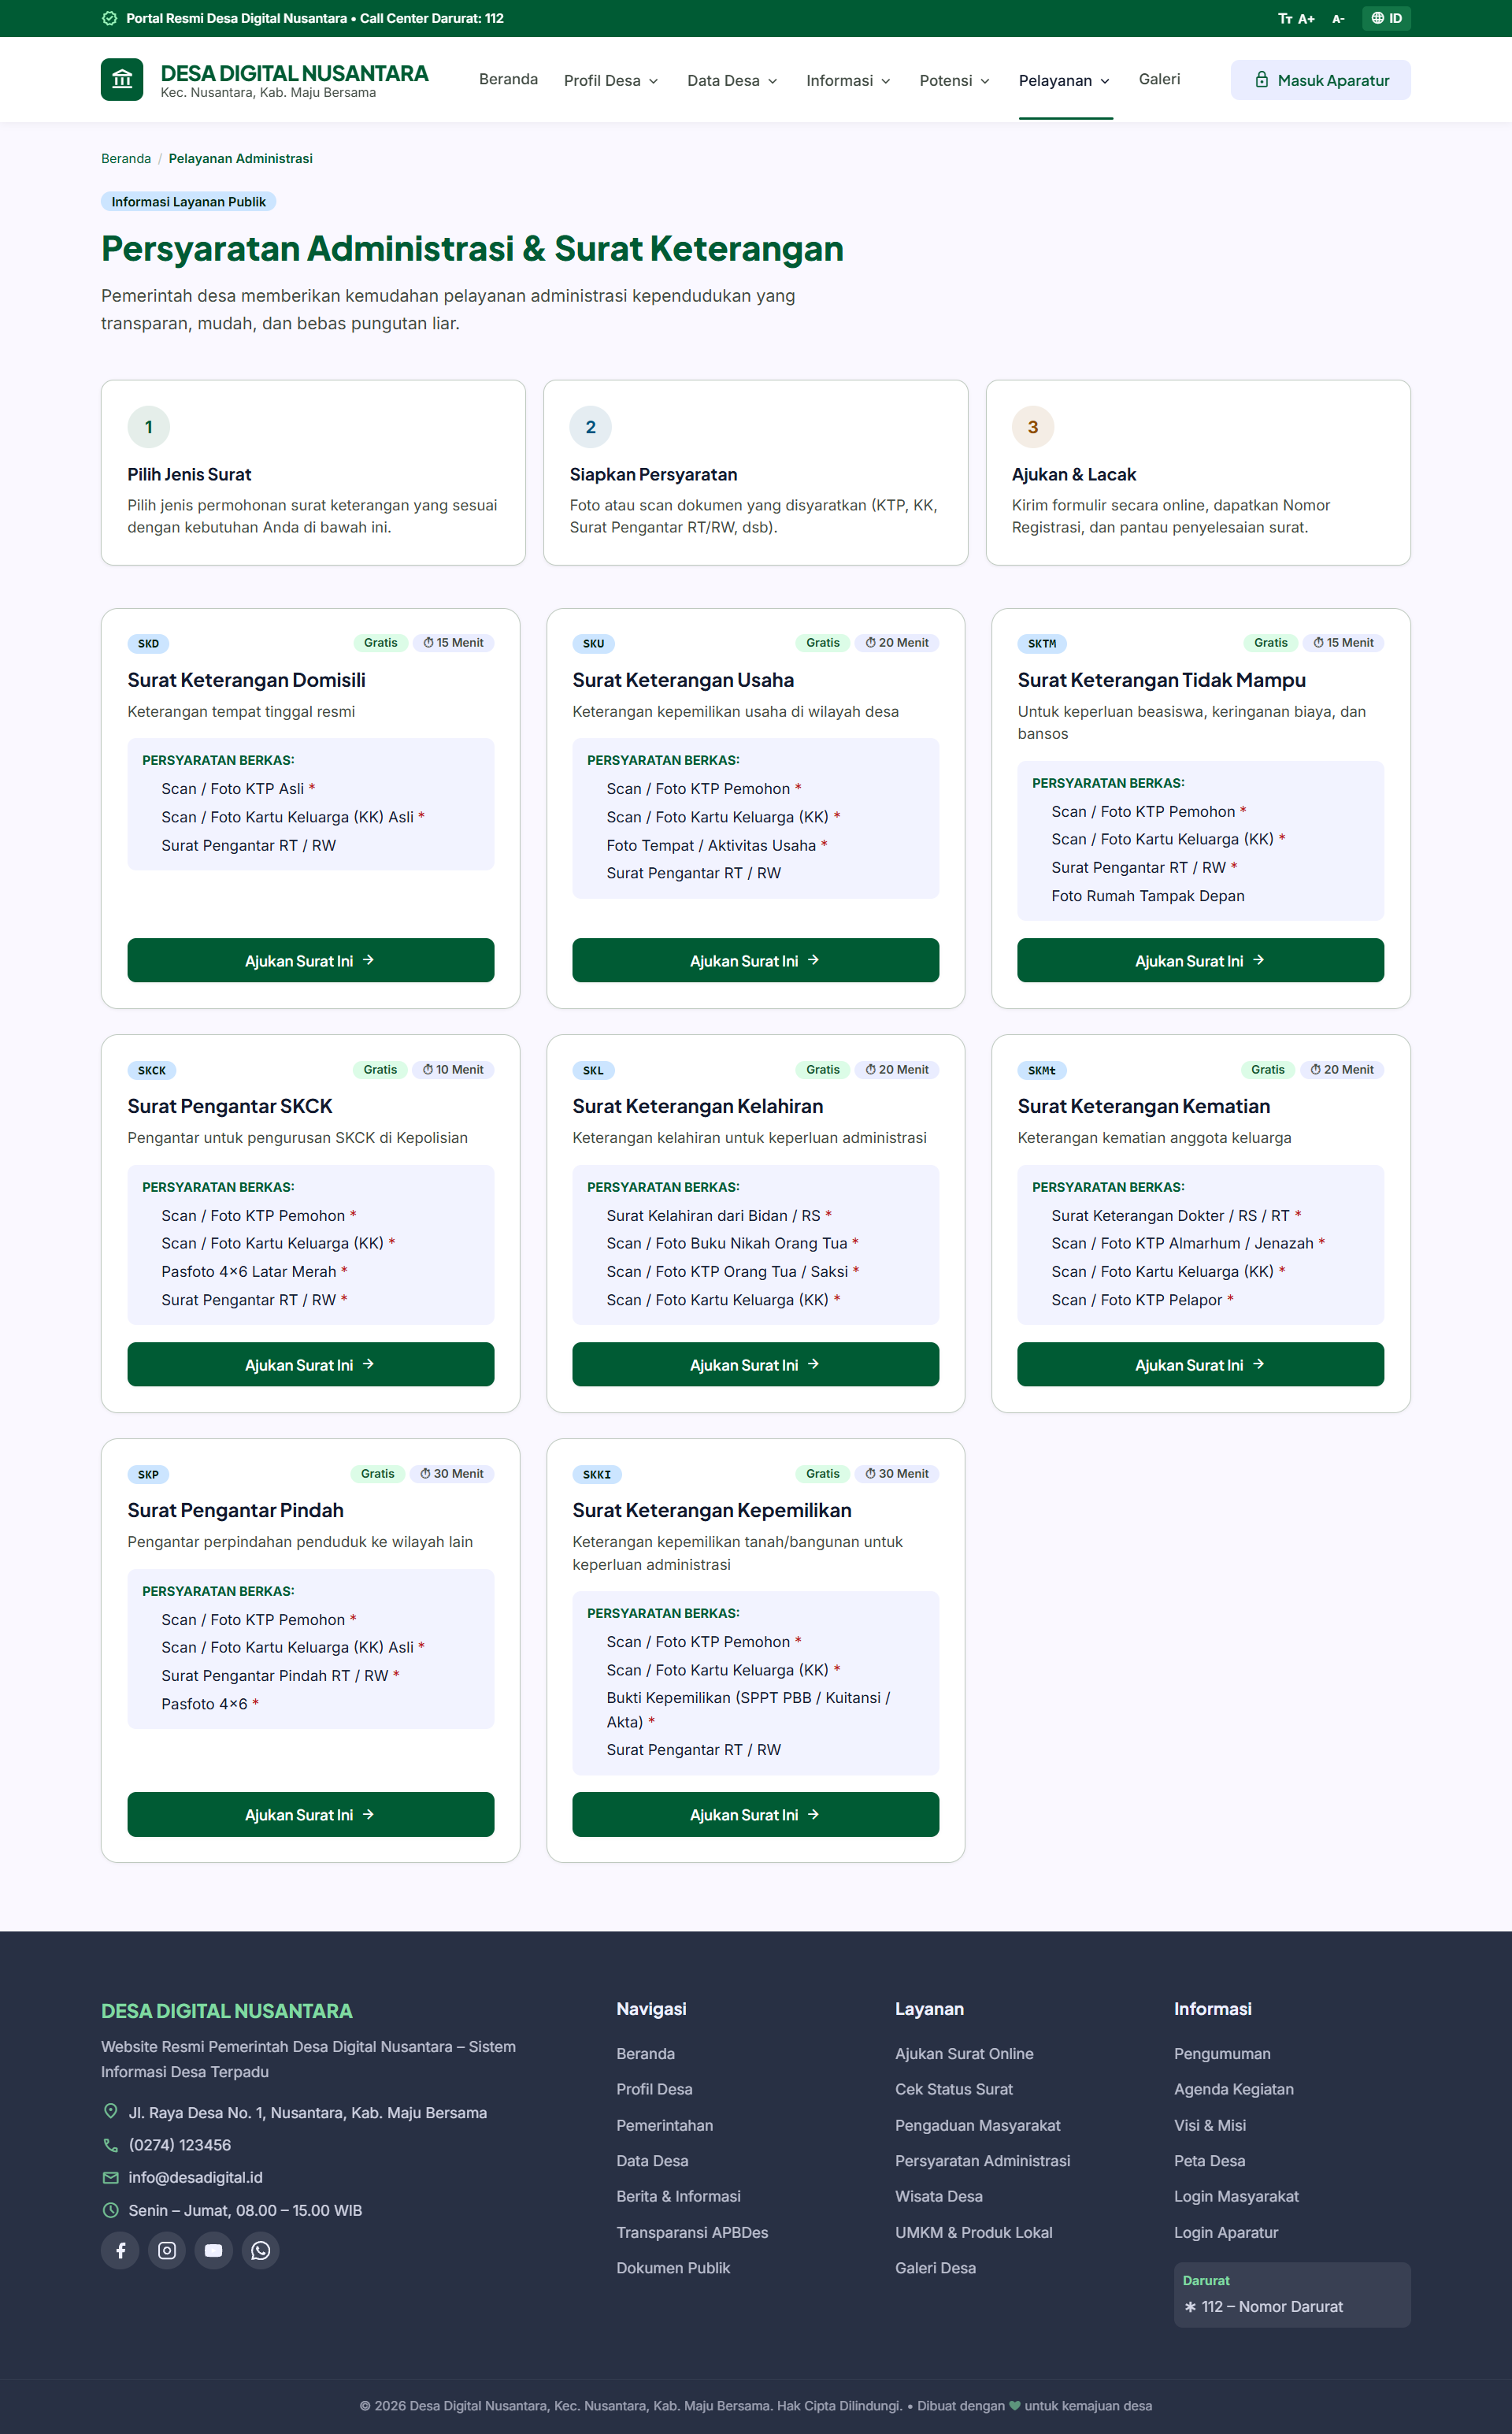 Portal Resmi Desa Digital Nusantara • Call Center Darurat: 112
Tт A+ A- ID
DESA DIGITAL NUSANTARA
Kec. Nusantara, Kab. Maju Bersama
Beranda Profil Desa Data Desa Informasi Potensi Pelayanan Galeri
Masuk Aparatur
Beranda / Pelayanan Administrasi
Informasi Layanan Publik
Persyaratan Administrasi & Surat Keterangan
Pemerintah desa memberikan kemudahan pelayanan administrasi kependudukan yang
transparan, mudah, dan bebas pungutan liar.
1
Pilih Jenis Surat
Pilih jenis permohonan surat keterangan yang sesuai
dengan kebutuhan Anda di bawah ini.
2
Siapkan Persyaratan
Foto atau scan dokumen yang disyaratkan (KTP, KK,
Surat Pengantar RT/RW, dsb).
3
Ajukan & Lacak
Kirim formulir secara online, dapatkan Nomor
Registrasi, dan pantau penyelesaian surat.
SKD Gratis ⏱ 15 Menit
Surat Keterangan Domisili
Keterangan tempat tinggal resmi
PERSYARATAN BERKAS:
Scan / Foto KTP Asli *
Scan / Foto Kartu Keluarga (KK) Asli *
Surat Pengantar RT / RW
Ajukan Surat Ini →
SKU Gratis ⏱ 20 Menit
Surat Keterangan Usaha
Keterangan kepemilikan usaha di wilayah desa
PERSYARATAN BERKAS:
Scan / Foto KTP Pemohon *
Scan / Foto Kartu Keluarga (KK) *
Foto Tempat / Aktivitas Usaha *
Surat Pengantar RT / RW
Ajukan Surat Ini →
SKTM Gratis ⏱ 15 Menit
Surat Keterangan Tidak Mampu
Untuk keperluan beasiswa, keringanan biaya, dan
bansos
PERSYARATAN BERKAS:
Scan / Foto KTP Pemohon *
Scan / Foto Kartu Keluarga (KK) *
Surat Pengantar RT / RW *
Foto Rumah Tampak Depan
Ajukan Surat Ini →
SKCK Gratis ⏱ 10 Menit
Surat Pengantar SKCK
Pengantar untuk pengurusan SKCK di Kepolisian
PERSYARATAN BERKAS:
Scan / Foto KTP Pemohon *
Scan / Foto Kartu Keluarga (KK) *
Pasfoto 4×6 Latar Merah *
Surat Pengantar RT / RW *
Ajukan Surat Ini →
SKL Gratis ⏱ 20 Menit
Surat Keterangan Kelahiran
Keterangan kelahiran untuk keperluan administrasi
PERSYARATAN BERKAS:
Surat Kelahiran dari Bidan / RS *
Scan / Foto Buku Nikah Orang Tua *
Scan / Foto KTP Orang Tua / Saksi *
Scan / Foto Kartu Keluarga (KK) *
Ajukan Surat Ini →
SKMt Gratis ⏱ 20 Menit
Surat Keterangan Kematian
Keterangan kematian anggota keluarga
PERSYARATAN BERKAS:
Surat Keterangan Dokter / RS / RT *
Scan / Foto KTP Almarhum / Jenazah *
Scan / Foto Kartu Keluarga (KK) *
Scan / Foto KTP Pelapor *
Ajukan Surat Ini →
SKP Gratis ⏱ 30 Menit
Surat Pengantar Pindah
Pengantar perpindahan penduduk ke wilayah lain
PERSYARATAN BERKAS:
Scan / Foto KTP Pemohon *
Scan / Foto Kartu Keluarga (KK) Asli *
Surat Pengantar Pindah RT / RW *
Pasfoto 4×6 *
Ajukan Surat Ini →
SKKI Gratis ⏱ 30 Menit
Surat Keterangan Kepemilikan
Keterangan kepemilikan tanah/bangunan untuk
keperluan administrasi
PERSYARATAN BERKAS:
Scan / Foto KTP Pemohon *
Scan / Foto Kartu Keluarga (KK) *
Bukti Kepemilikan (SPPT PBB / Kuitansi /
Akta) *
Surat Pengantar RT / RW
Ajukan Surat Ini →
DESA DIGITAL NUSANTARA
Website Resmi Pemerintah Desa Digital Nusantara – Sistem
Informasi Desa Terpadu
Jl. Raya Desa No. 1, Nusantara, Kab. Maju Bersama
(0274) 123456
info@desadigital.id
Senin – Jumat, 08.00 – 15.00 WIB
Navigasi
Beranda
Profil Desa
Pemerintahan
Data Desa
Berita & Informasi
Transparansi APBDes
Dokumen Publik
Layanan
Ajukan Surat Online
Cek Status Surat
Pengaduan Masyarakat
Persyaratan Administrasi
Wisata Desa
UMKM & Produk Lokal
Galeri Desa
Informasi
Pengumuman
Agenda Kegiatan
Visi & Misi
Peta Desa
Login Masyarakat
Login Aparatur
Darurat
112 – Nomor Darurat
© 2026 Desa Digital Nusantara, Kec. Nusantara, Kab. Maju Bersama. Hak Cipta Dilindungi. • Dibuat dengan ♥ untuk kemajuan desa